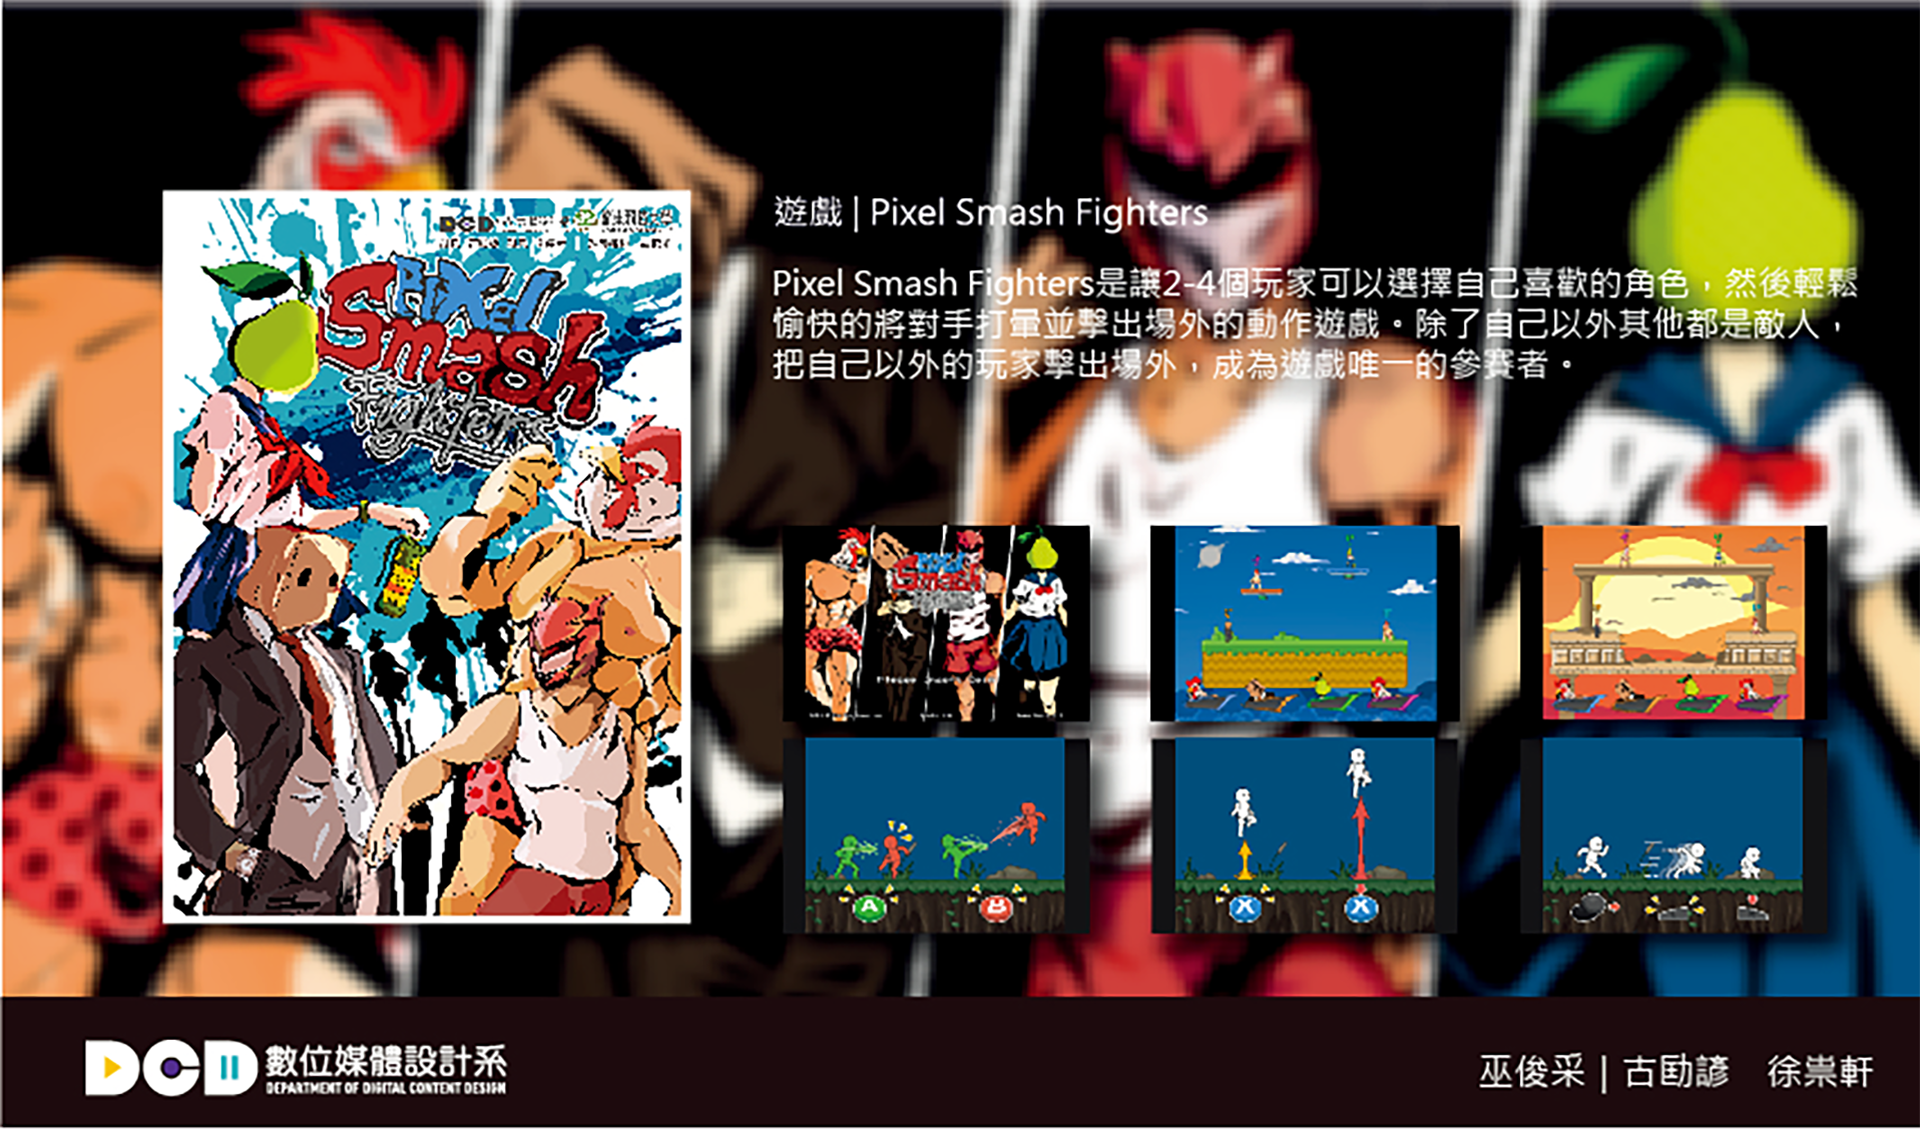 DCD
Pixel
Smash
Fighters
遊戲 | Pixel Smash Fighters
Pixel Smash Fighters是讓2-4個玩家可以選擇自己喜歡的角色，然後輕鬆
愉快的將對手打暈並擊出場外的動作遊戲。除了自己以外其他都是敵人，
把自己以外的玩家擊出場外，成為遊戲唯一的參賽者。
Pixel
Smash
A
B
X
X
DCD 數位媒體設計系
DEPARTMENT OF DIGITAL CONTENT DESIGN
巫俊采 | 古勛諺 徐祟軒